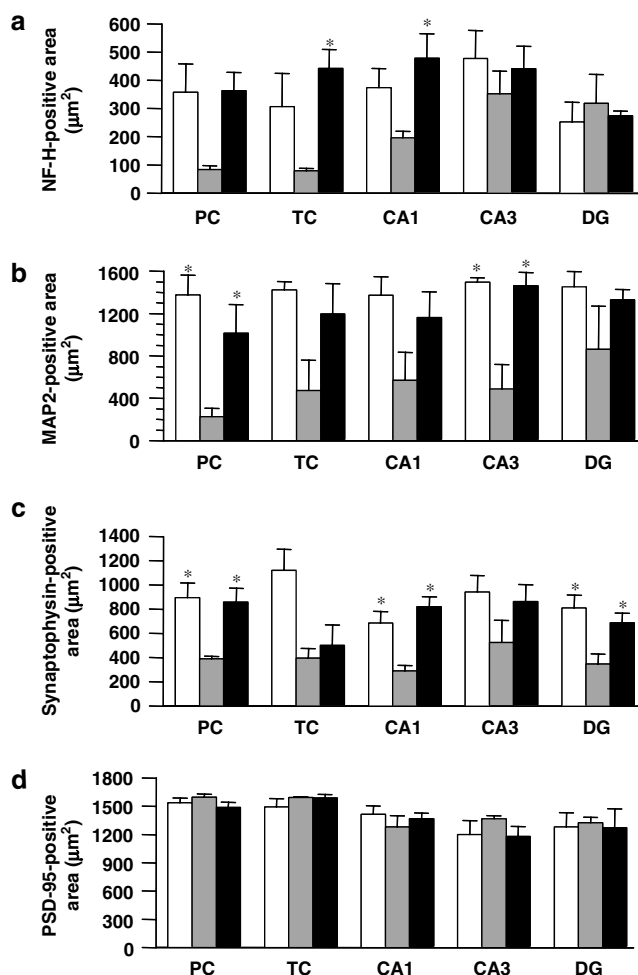 a
NF-H-positive area
(μm²)
600
500
400
300
200
100
0
* *
PC TC CA1 CA3 DG
b
MAP2-positive area
(μm²)
1600
1200
800
400
0
* * * *
PC TC CA1 CA3 DG
c
Synaptophysin-positive
area (μm²)
1400
1200
1000
800
600
400
200
0
* * * * * *
PC TC CA1 CA3 DG
d
PSD-95-positive
area (μm²)
1800
1500
1200
900
600
300
0
PC TC CA1 CA3 DG